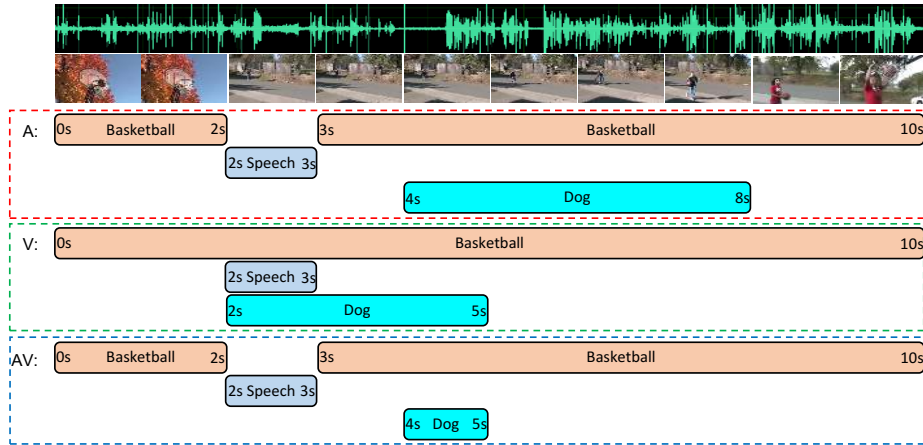 A: 0s Basketball 2s 3s Basketball 10s
2s Speech 3s
4s Dog 8s
V: 0s Basketball 10s
2s Speech 3s
2s Dog 5s
AV: 0s Basketball 2s 3s Basketball 10s
2s Speech 3s
4s Dog 5s